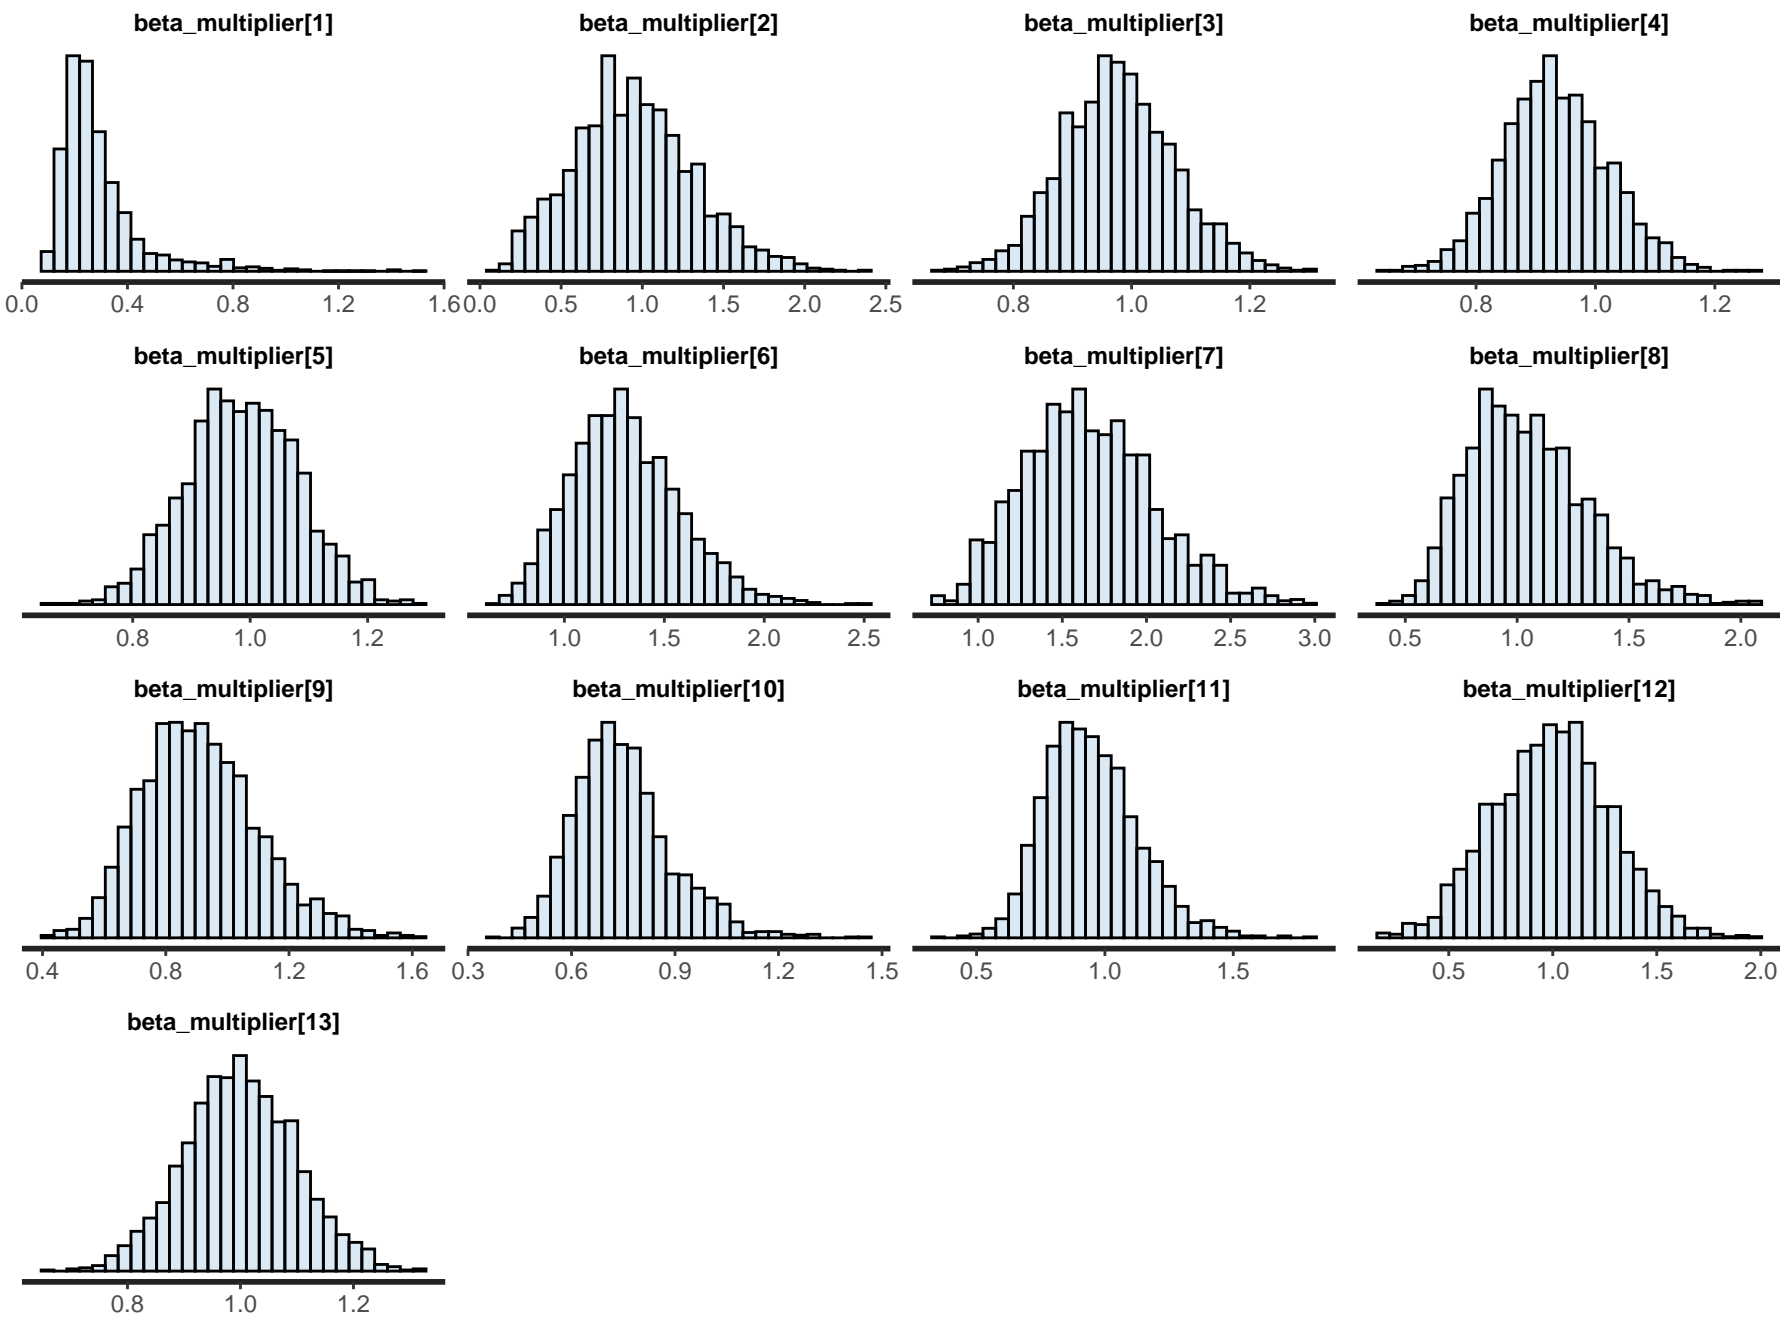 beta_multiplier[1] beta_multiplier[2] beta_multiplier[3] beta_multiplier[4]
0.0 0.4 0.8 1.2 1.6 0.0 0.5 1.0 1.5 2.0 2.5 0.8 1.0 1.2 0.8 1.0 1.2
beta_multiplier[5] beta_multiplier[6] beta_multiplier[7] beta_multiplier[8]
0.8 1.0 1.2 1.0 1.5 2.0 2.5 1.0 1.5 2.0 2.5 3.0 0.5 1.0 1.5 2.0
beta_multiplier[9] beta_multiplier[10] beta_multiplier[11] beta_multiplier[12]
0.4 0.8 1.2 1.6 0.3 0.6 0.9 1.2 1.5 0.5 1.0 1.5 0.5 1.0 1.5 2.0
beta_multiplier[13]
0.8 1.0 1.2